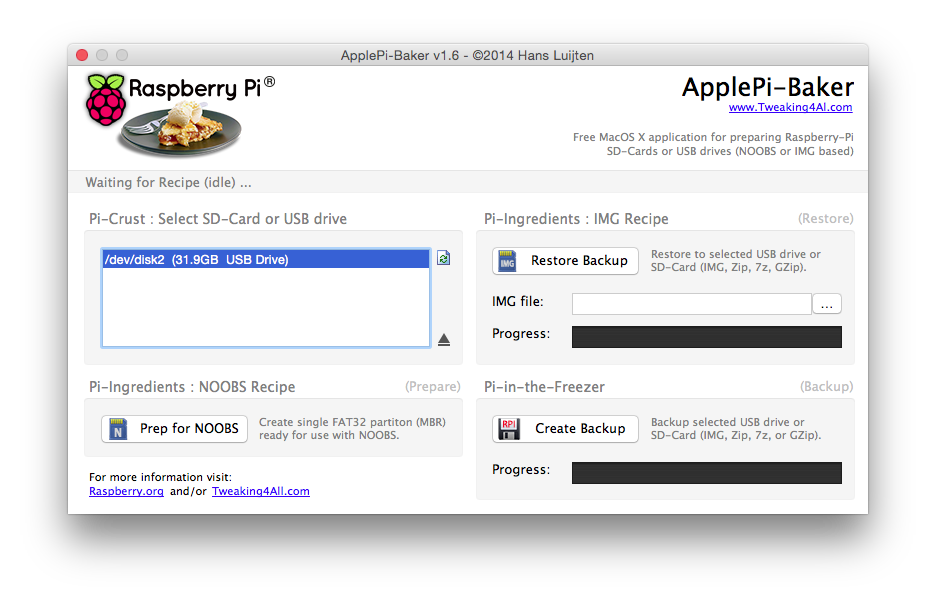 ApplePi-Baker v1.6 - ©2014 Hans Luijten
Raspberry Pi®
ApplePi-Baker
www.Tweaking4Al.com
Free MacOS X application for preparing Raspberry-Pi
SD-Cards or USB drives (NOOBS or IMG based)
Waiting for Recipe (idle) ...
Pi-Crust : Select SD-Card or USB drive
/dev/disk2 (31.9GB USB Drive)
Pi-Ingredients : NOOBS Recipe (Prepare)
N
Prep for NOOBS
Create single FAT32 partiton (MBR)
ready for use with NOOBS.
For more information visit:
Raspberry.org and/or Tweaking4All.com
Pi-Ingredients : IMG Recipe (Restore)
IMG
Restore Backup
Restore to selected USB drive or
SD-Card (IMG, Zip, 7z, GZip).
IMG file:
...
Progress:
Pi-in-the-Freezer (Backup)
RPI
Create Backup
Backup selected USB drive or
SD-Card (IMG, Zip, 7z, or GZip).
Progress: